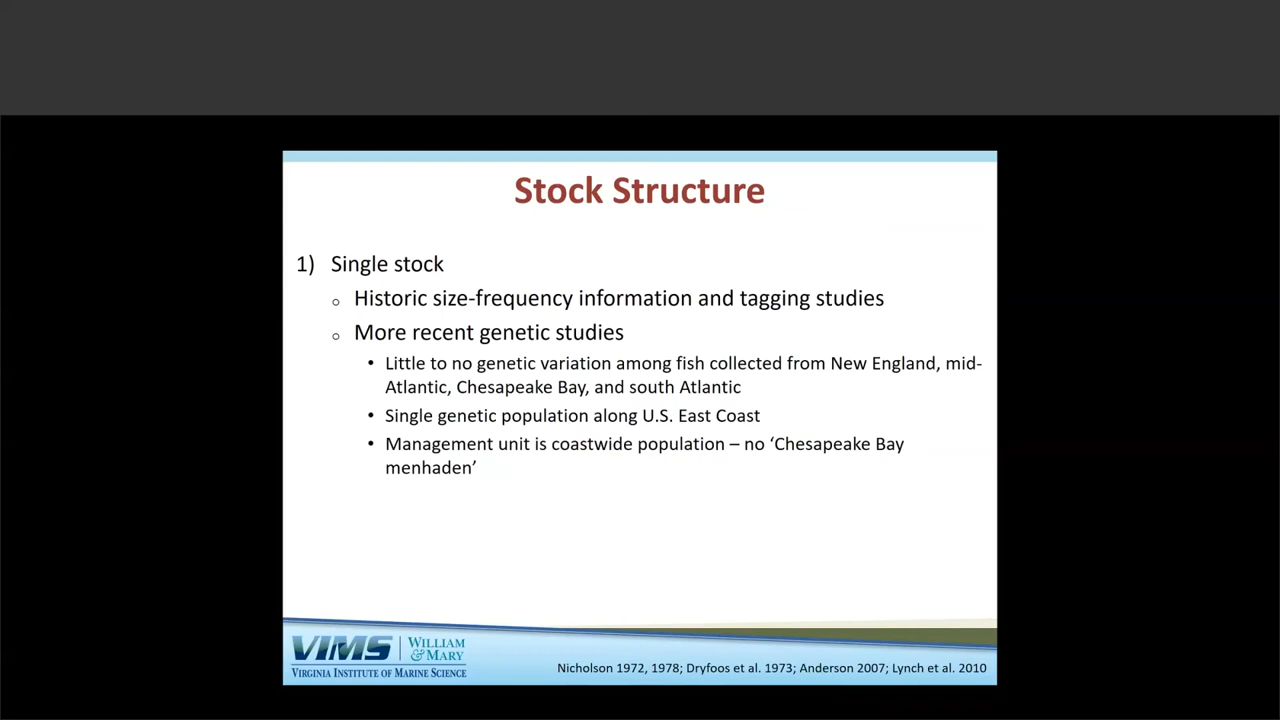 Stock Structure
1) Single stock
o Historic size-frequency information and tagging studies
o More recent genetic studies
• Little to no genetic variation among fish collected from New England, mid-
Atlantic, Chesapeake Bay, and south Atlantic
• Single genetic population along U.S. East Coast
• Management unit is coastwide population – no ‘Chesapeake Bay
menhaden’
VIMS | WILLIAM
& MARY
VIRGINIA INSTITUTE OF MARINE SCIENCE
Nicholson 1972, 1978; Dryfoos et al. 1973; Anderson 2007; Lynch et al. 2010